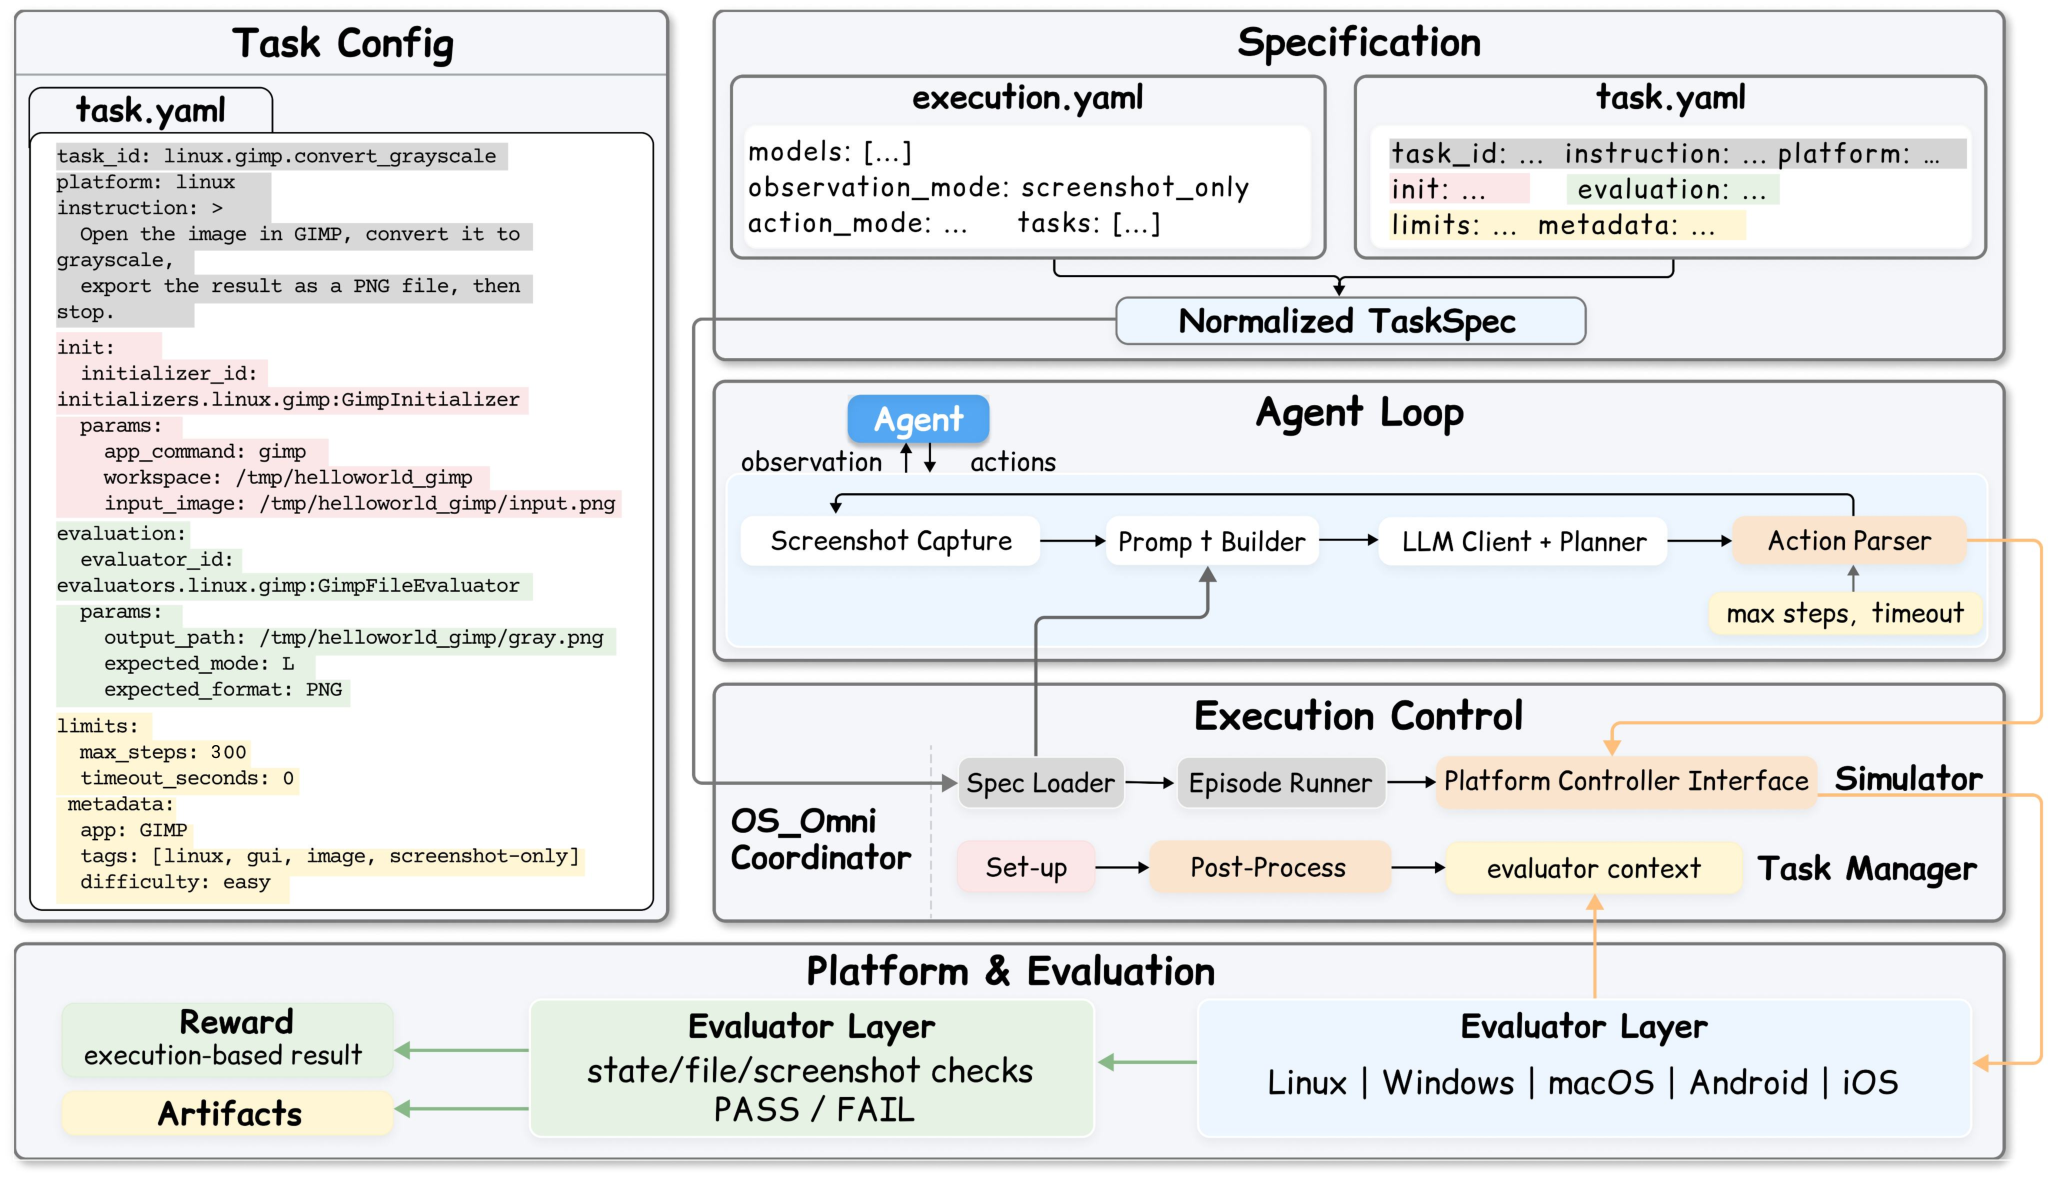 Task Config
task.yaml
task_id: linux.gimp.convert_grayscale
platform: linux
instruction: >
Open the image in GIMP, convert it to
grayscale,
export the result as a PNG file, then
stop.
init:
initializer_id:
initializers.linux.gimp:GimpInitializer
params:
app_command: gimp
workspace: /tmp/helloworld_gimp
input_image: /tmp/helloworld_gimp/input.png
evaluation:
evaluator_id:
evaluators.linux.gimp:GimpFileEvaluator
params:
output_path: /tmp/helloworld_gimp/gray.png
expected_mode: L
expected_format: PNG
limits:
max_steps: 300
timeout_seconds: 0
metadata:
app: GIMP
tags: [linux, gui, image, screenshot-only]
difficulty: easy
Specification
execution.yaml
models: [...]
observation_mode: screenshot_only
action_mode: ... tasks: [...]
task.yaml
task_id: ... instruction: ... platform: ...
init: ... evaluation: ...
limits: ... metadata: ...
Normalized TaskSpec
Agent Loop
Agent
observation actions
Screenshot Capture
Promp t Builder
LLM Client + Planner
Action Parser
max steps, timeout
Execution Control
OS_Omni
Coordinator
Spec Loader
Episode Runner
Platform Controller Interface
Simulator
Set-up
Post-Process
evaluator context
Task Manager
Platform & Evaluation
Reward
execution-based result
Artifacts
Evaluator Layer
state/file/screenshot checks
PASS / FAIL
Evaluator Layer
Linux | Windows | macOS | Android | iOS